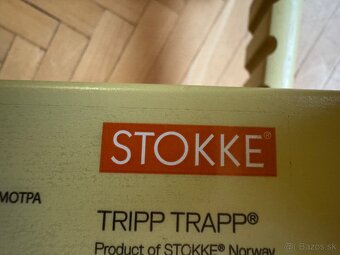 STOKKE®
МОТРА
TRIPP TRAPP®
Product of STOKKE® Norway
Bazos.sk